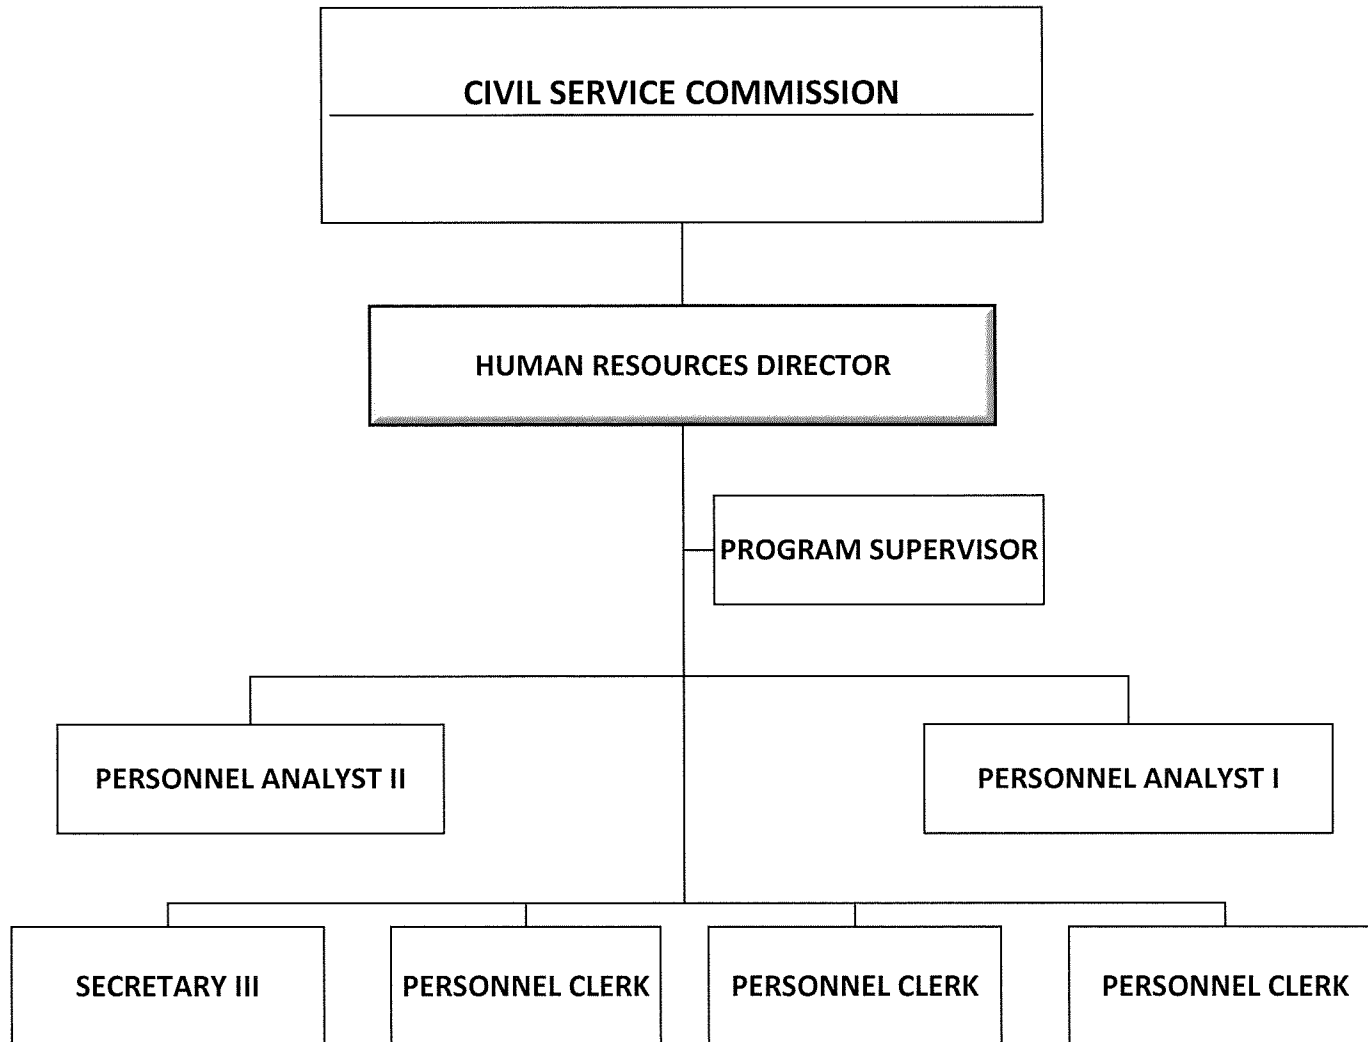 CIVIL SERVICE COMMISSION
HUMAN RESOURCES DIRECTOR
PROGRAM SUPERVISOR
PERSONNEL ANALYST II
PERSONNEL ANALYST I
SECRETARY III
PERSONNEL CLERK
PERSONNEL CLERK
PERSONNEL CLERK